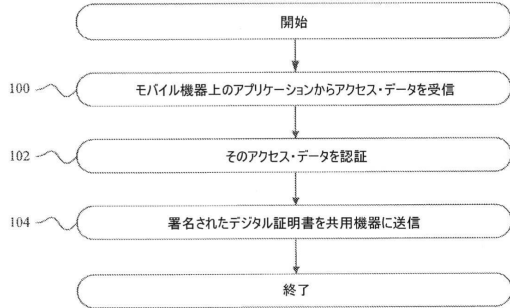 開始
100 モバイル機器上のアプリケーションからアクセス・データを受信
102 そのアクセス・データを認証
104 署名されたデジタル証明書を共用機器に送信
終了